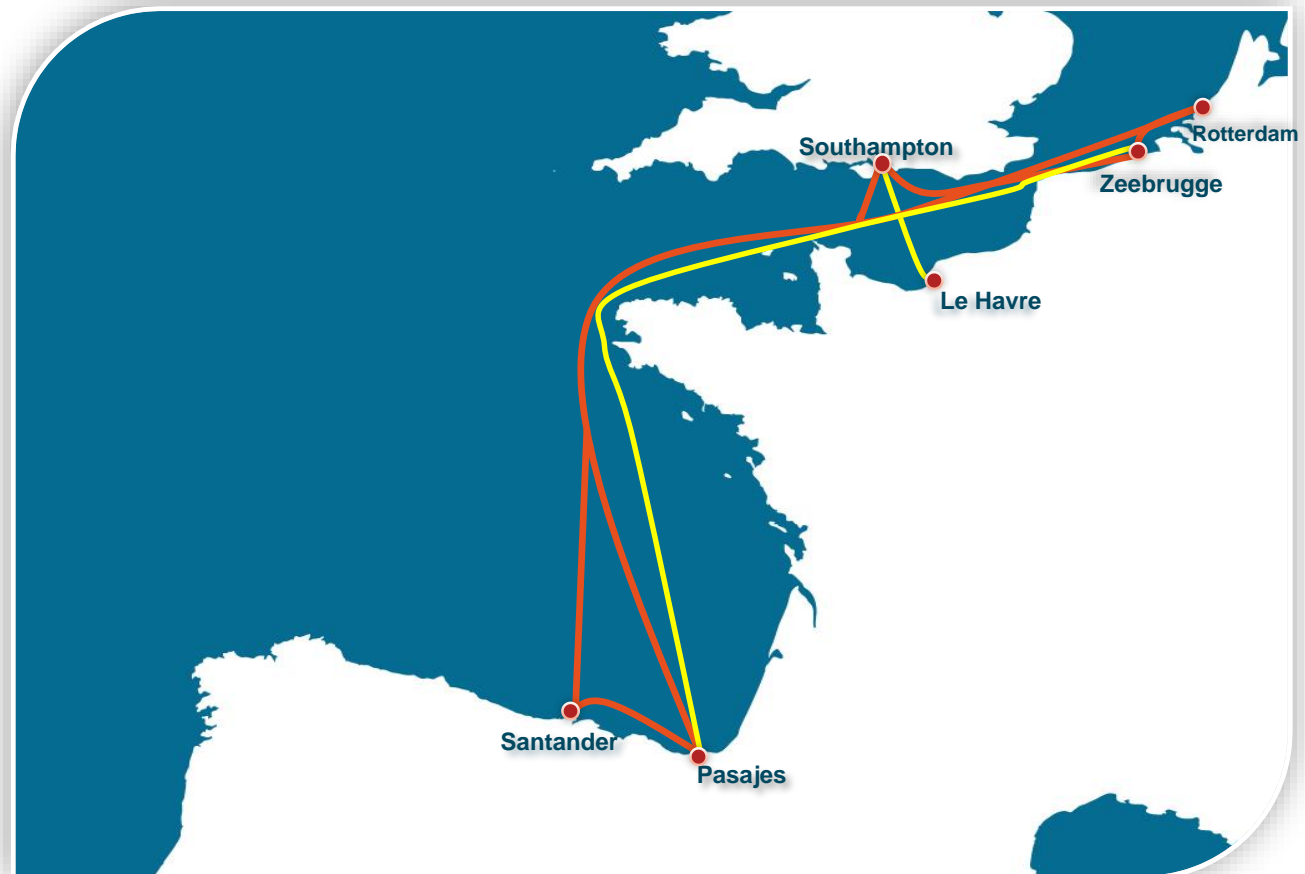 Southampton
Rotterdam
Zeebrugge
Le Havre
Santander
Pasajes